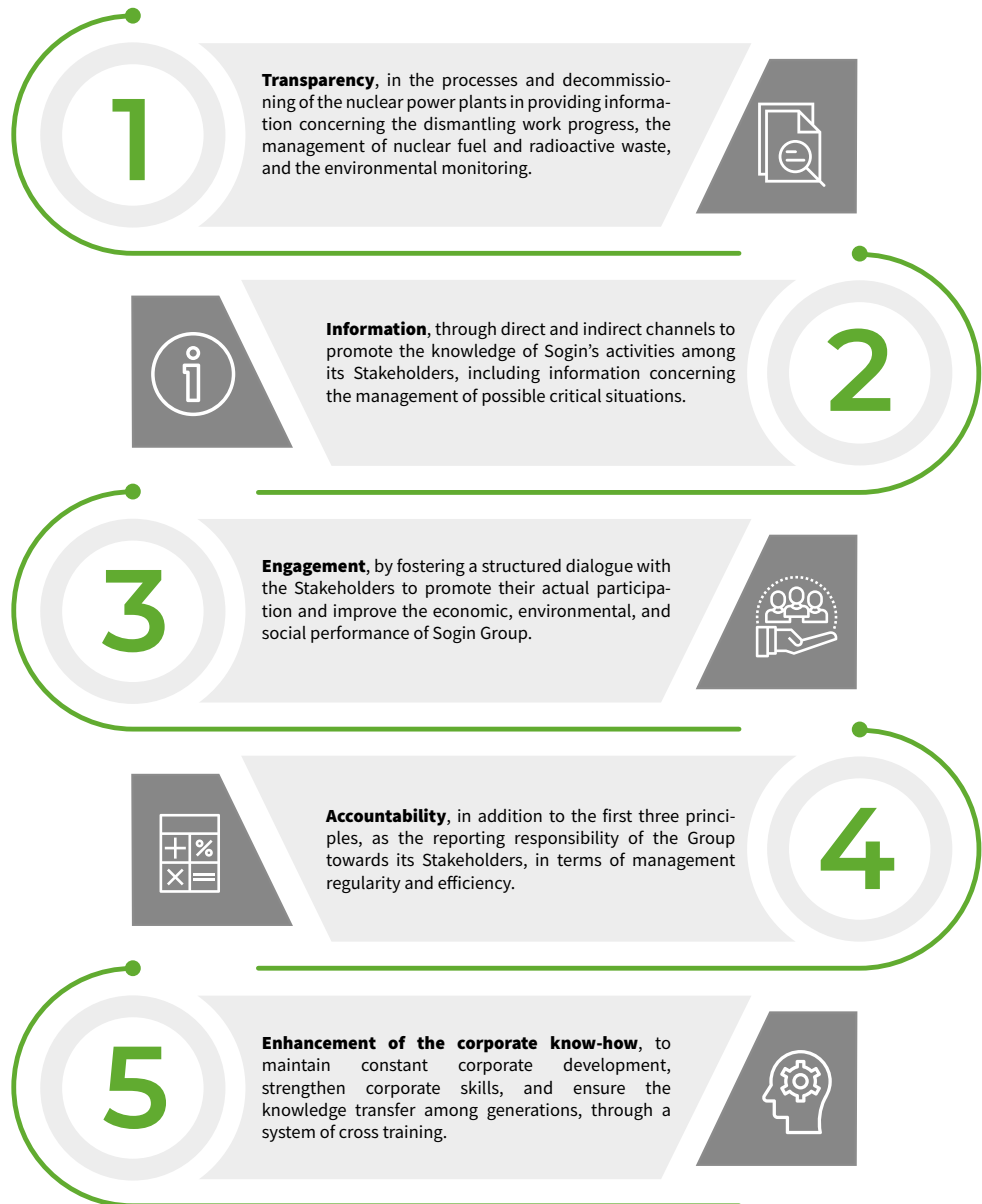 1
Transparency, in the processes and decommissio-
ning of the nuclear power plants in providing informa-
tion concerning the dismantling work progress, the
management of nuclear fuel and radioactive waste,
and the environmental monitoring.
Information, through direct and indirect channels to
promote the knowledge of Sogin’s activities among
its Stakeholders, including information concerning
the management of possible critical situations.
2
3
Engagement, by fostering a structured dialogue with
the Stakeholders to promote their actual participa-
tion and improve the economic, environmental, and
social performance of Sogin Group.
Accountability, in addition to the first three princi-
ples, as the reporting responsibility of the Group
towards its Stakeholders, in terms of management
regularity and efficiency.
4
5
Enhancement of the corporate know-how, to
maintain constant corporate development,
strengthen corporate skills, and ensure the
knowledge transfer among generations, through a
system of cross training.